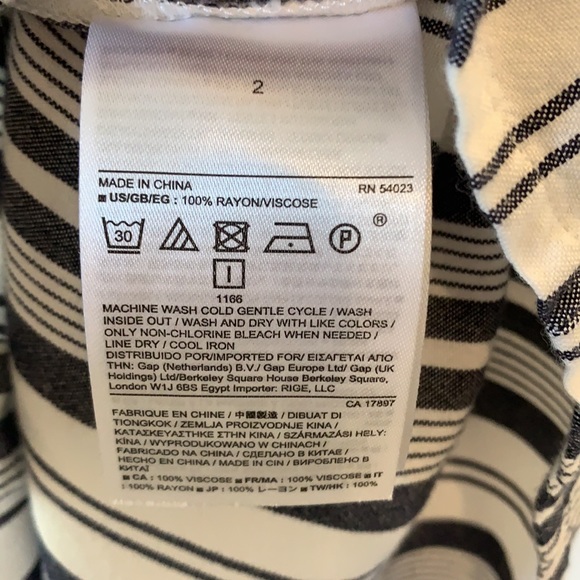 2
MADE IN CHINA RN 54023
■ US/GB/EG : 100% RAYON/VISCOSE
30 P ®
I
1166
MACHINE WASH COLD GENTLE CYCLE / WASH
INSIDE OUT / WASH AND DRY WITH LIKE COLORS /
ONLY NON-CHLORINE BLEACH WHEN NEEDED /
LINE DRY / COOL IRON
DISTRIBUIDO POR/IMPORTED FOR/ ΕΙΣΑΓΕΤΑΙ ΑΠΟ
ΤΗΝ: Gap (Netherlands) B.V./ Gap Europe Ltd/ Gap (UK
Holdings) Ltd/Berkeley Square House Berkeley Square,
London W1J 6BS Egypt Importer: RIGE, LLC
CA 17897
FABRIQUE EN CHINE / 中國製造 / DIBUAT DI
TIONGKOK / ZEMLJA PROIZVODNJE KINA /
ΚΑΤΑΣΚΕΥΑΣΤΗΚΕ ΣΤΗΝ ΚΙΝΑ / SZÁRMAZÁSI HELY:
KÍNA / WYPRODUKOWANO W CHINACH /
FABRICADO NA CHINA / СДЕЛАНО В КИТАЕ /
HECHO EN CHINA / MADE IN CIN / ВИРОБЛЕНО В
КИТАЇ
■ CA : 100% VISCOSE ■ FR/MA : 100% VISCOSE ■ IT
: 100% RAYON ■ JP : 100% レーヨン ■ TW/HK : 100%